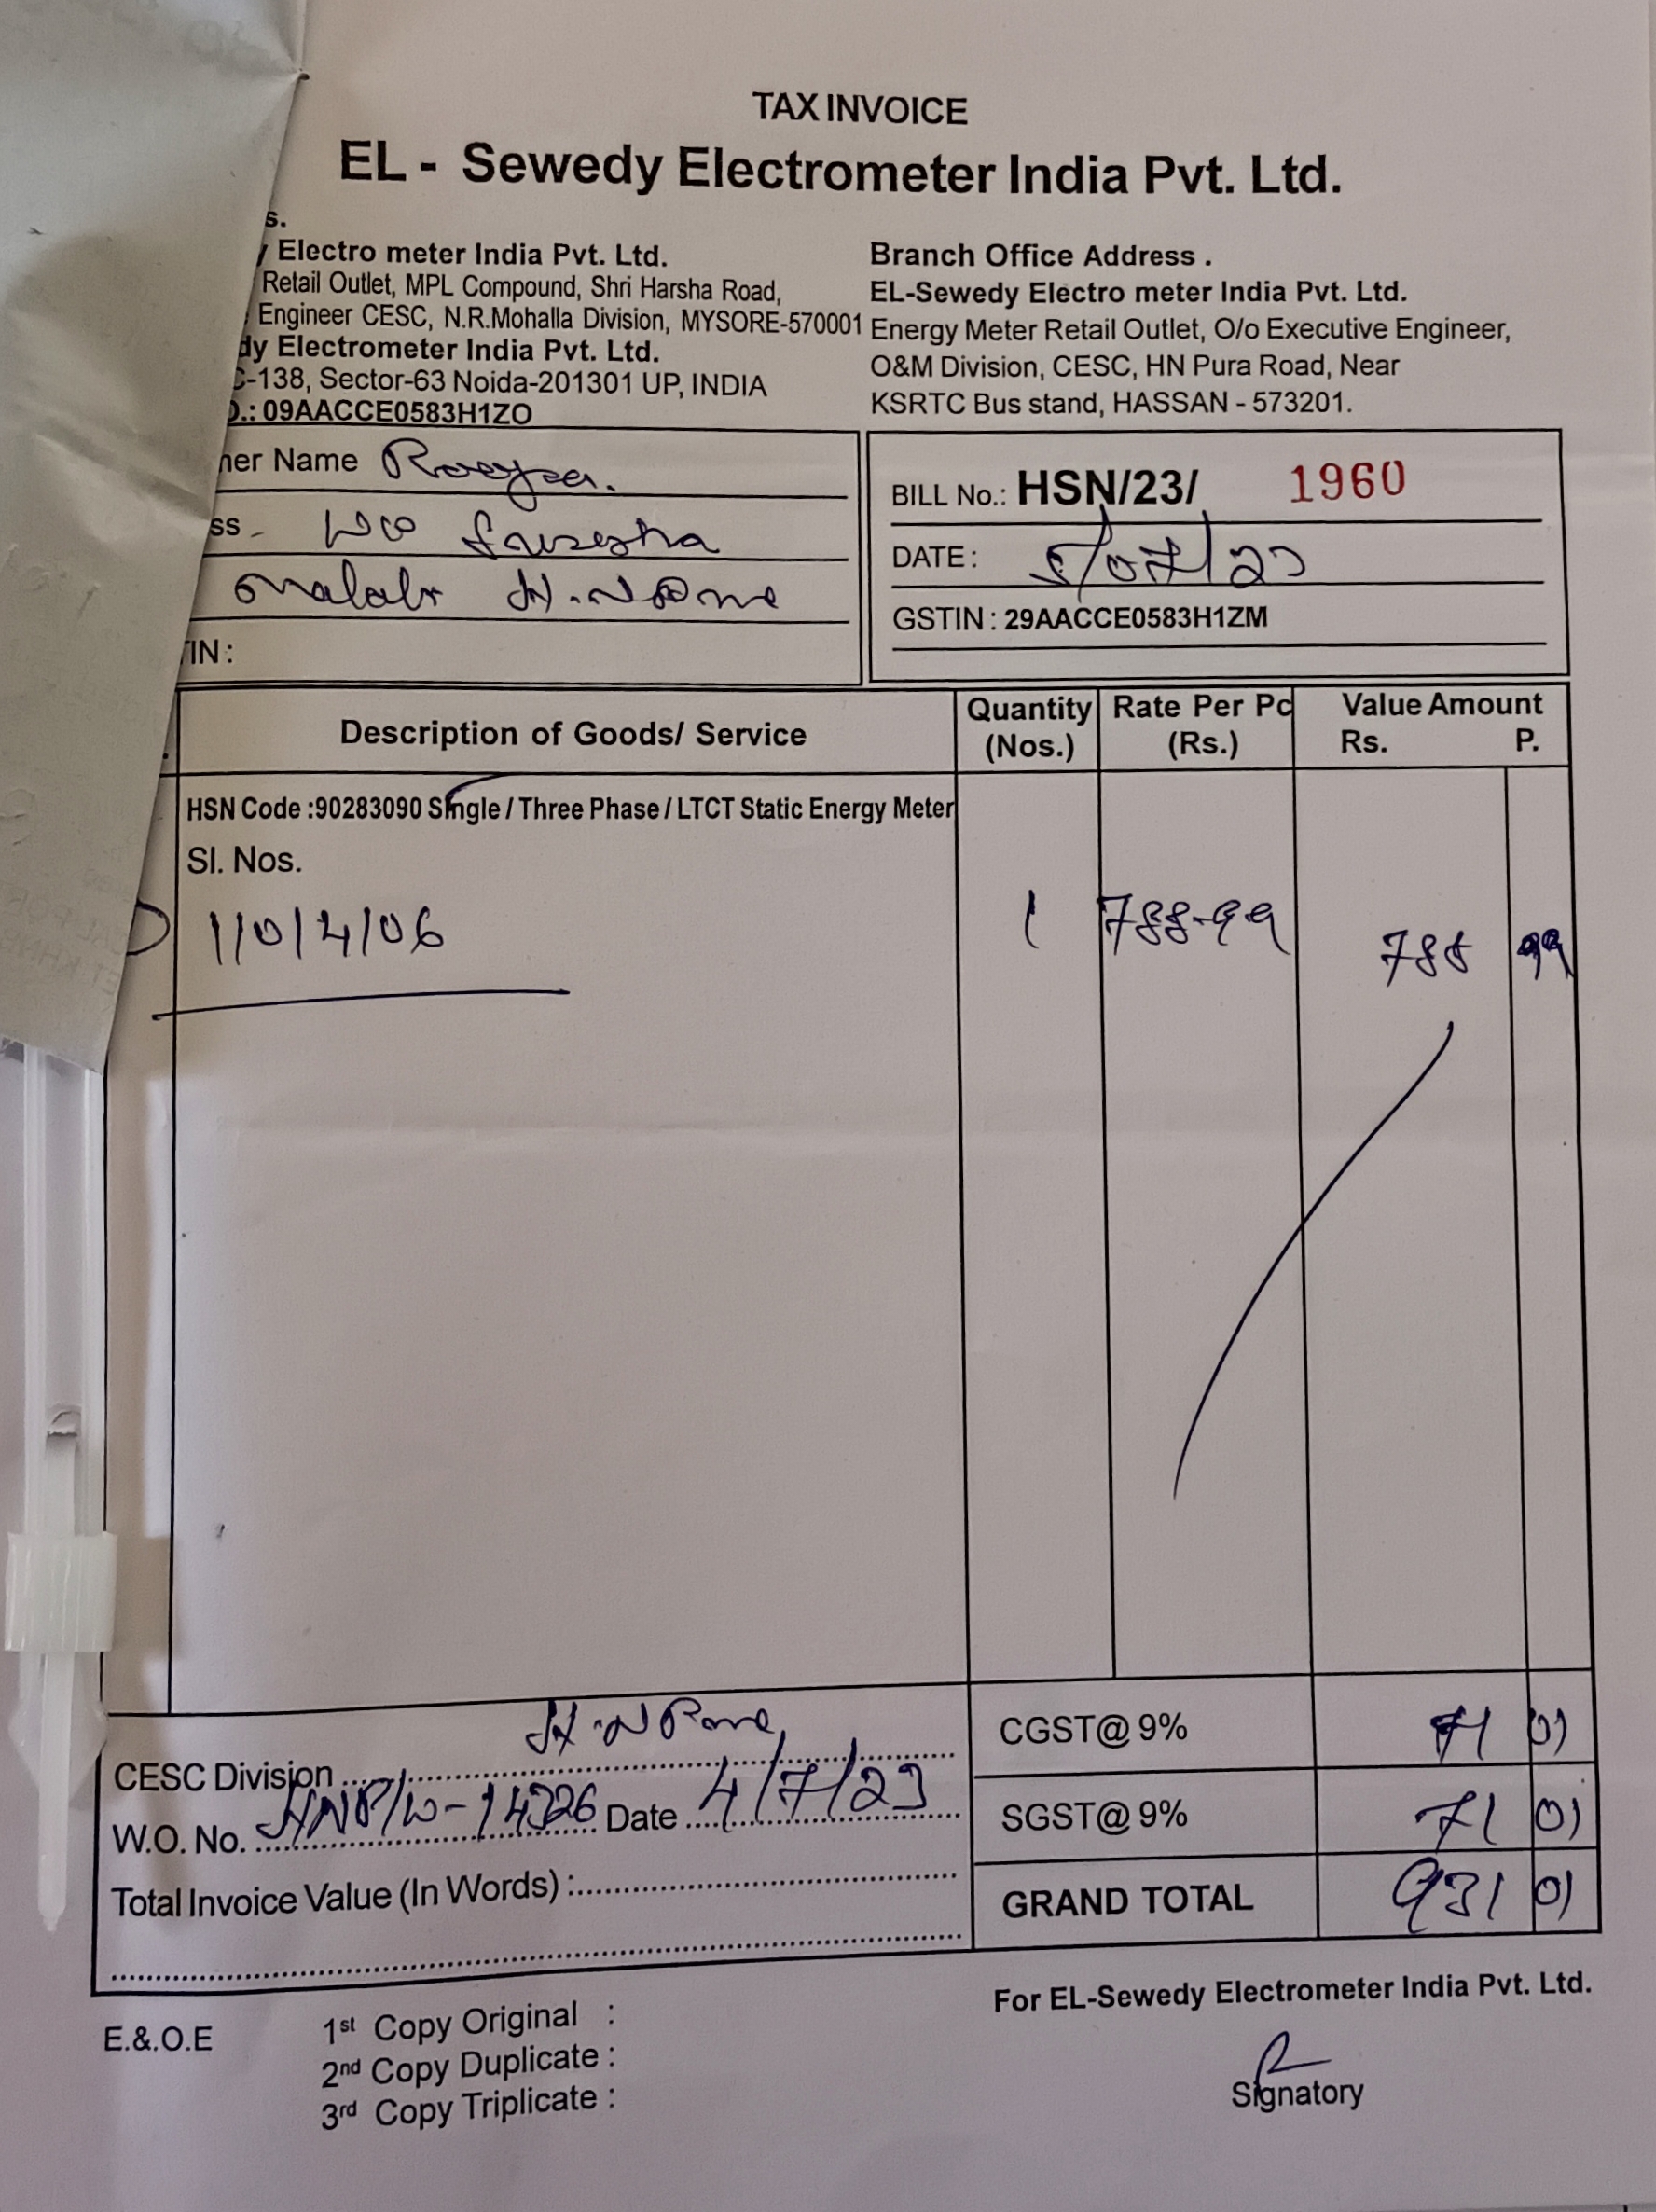 TAX INVOICE
EL - Sewedy Electrometer India Pvt. Ltd.
s.
Electro meter India Pvt. Ltd.
Retail Outlet, MPL Compound, Shri Harsha Road,
Engineer CESC, N.R.Mohalla Division, MYSORE-570001
dy Electrometer India Pvt. Ltd.
C-138, Sector-63 Noida-201301 UP, INDIA
D.: 09AACCE0583H1ZO
Branch Office Address .
EL-Sewedy Electro meter India Pvt. Ltd.
Energy Meter Retail Outlet, O/o Executive Engineer,
O&M Division, CESC, HN Pura Road, Near
KSRTC Bus stand, HASSAN - 573201.
ner Name
ss -
IN :
BILL No.: HSN/23/ 1960
DATE : 5/07/23
GSTIN : 29AACCE0583H1ZM
Description of Goods/ Service
Quantity (Nos.)
Rate Per Pc (Rs.)
Value Amount
Rs. P.
HSN Code :90283090 Single / Three Phase / LTCT Static Energy Meter
Sl. Nos.
1 788-99 788 99
CESC Division
W.O. No. Date 4/7/23
Total Invoice Value (In Words) :
CGST@ 9% 71 01
SGST@ 9% 71 01
GRAND TOTAL 931 01
For EL-Sewedy Electrometer India Pvt. Ltd.
Signatory
E.&.O.E
1st Copy Original :
2nd Copy Duplicate :
3rd Copy Triplicate :